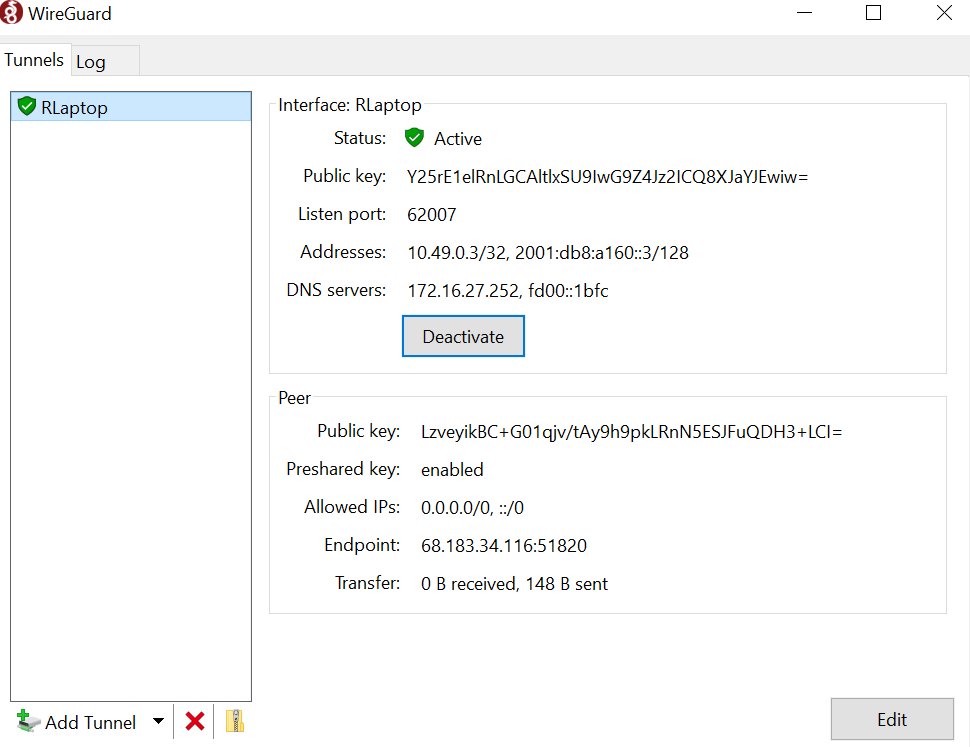 WireGuard
Tunnels Log
RLaptop
Interface: RLaptop
Status: Active
Public key: Y25rE1elRnLGCAltlxSU9IwG9Z4Jz2ICQ8XJaYJEwiw=
Listen port: 62007
Addresses: 10.49.0.3/32, 2001:db8:a160::3/128
DNS servers: 172.16.27.252, fd00::1bfc
Deactivate
Peer
Public key: LzveyikBC+G01qjv/tAy9h9pkLRnN5ESJFuQDH3+LCI=
Preshared key: enabled
Allowed IPs: 0.0.0.0/0, ::/0
Endpoint: 68.183.34.116:51820
Transfer: 0 B received, 148 B sent
Add Tunnel
Edit